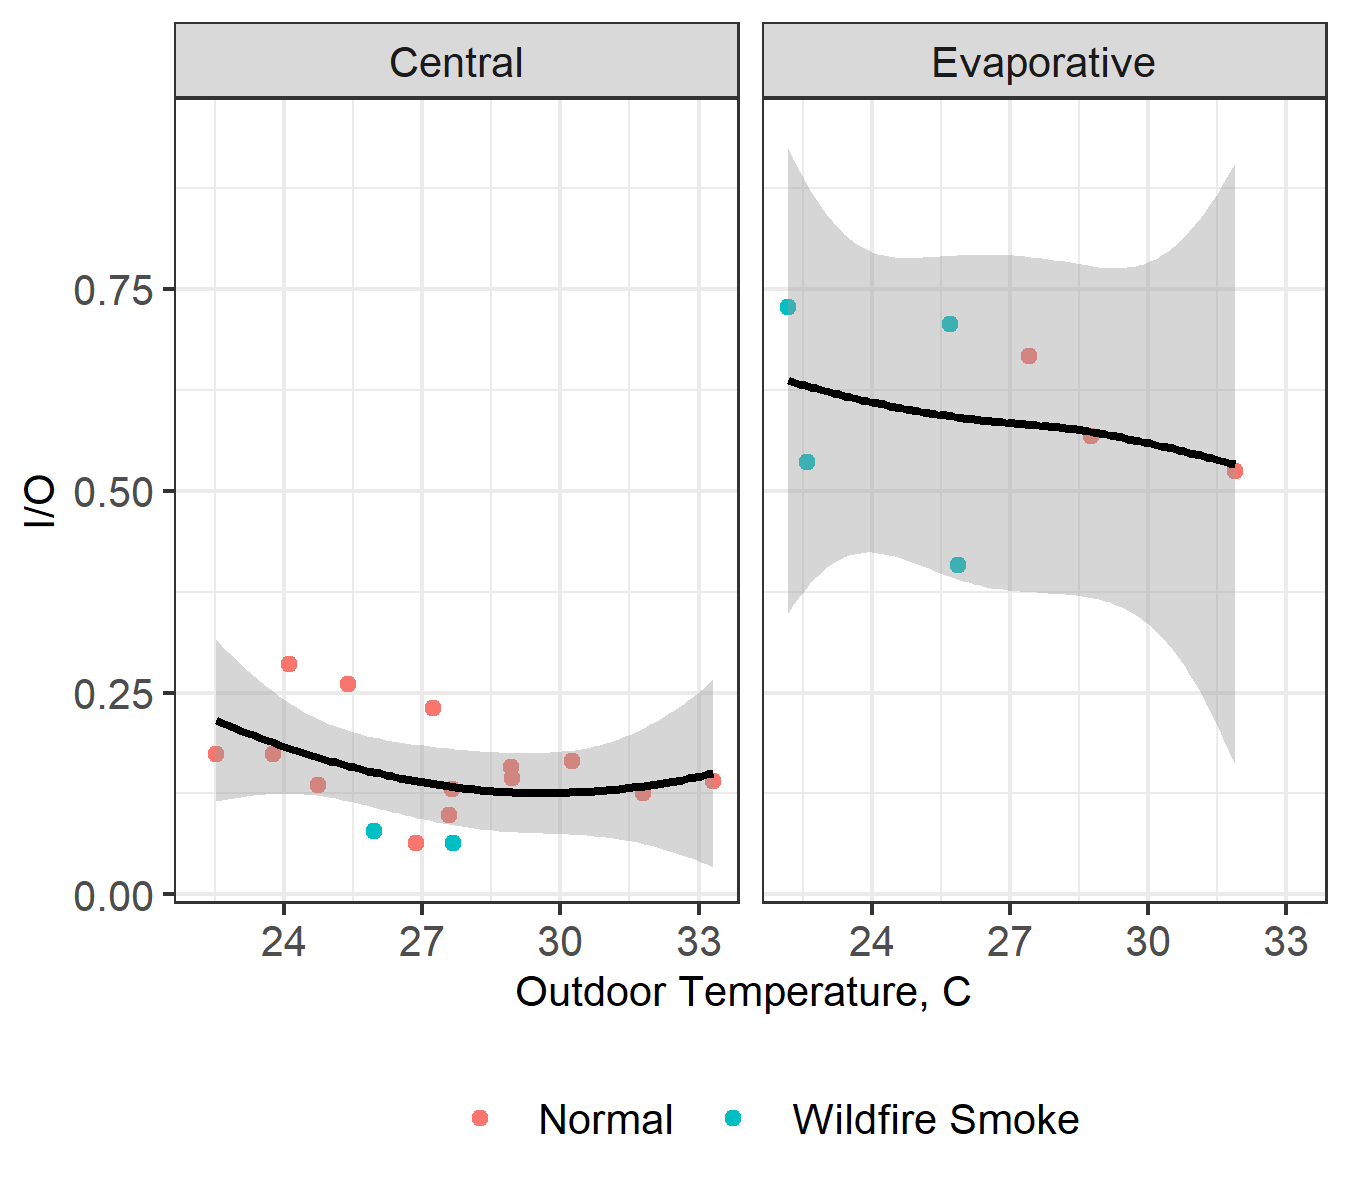 Central Evaporative
0.75
0.50
0.25
0.00
I/O
24 27 30 33 24 27 30 33
Outdoor Temperature, C
Normal Wildfire Smoke